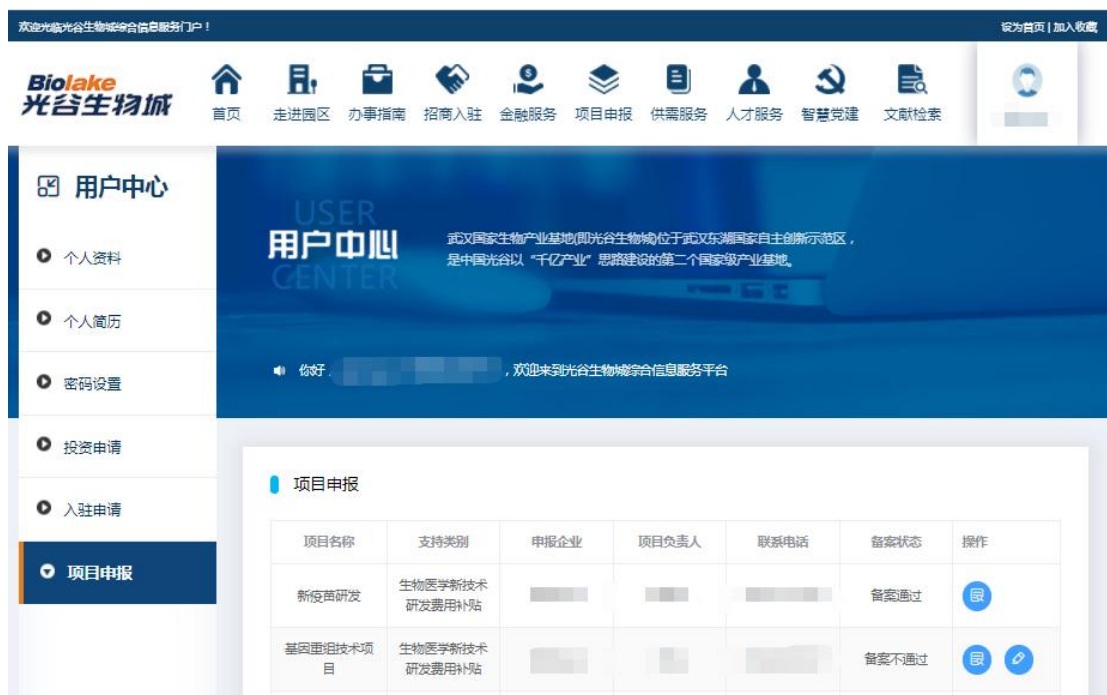 欢迎光临光谷生物城综合信息服务门户！
设为首页 | 加入收藏
Biolake
光谷生物城
首页 走进园区 办事指南 招商入驻 金融服务 项目申报 供需服务 人才服务 智慧党建 文献检索
用户中心
个人资料
个人简历
密码设置
投资申请
入驻申请
项目申报
USER
用户中心
CENTER
武汉国家生物产业基地(即光谷生物城)位于武汉东湖国家自主创新示范区，
是中国光谷以“千亿产业”思路建设的第二个国家级产业基地。
你好，
，欢迎来到光谷生物城综合信息服务平台
项目申报
项目名称 支持类别 申报企业 项目负责人 联系电话 备案状态 操作
新疫苗研发
生物医学新技术
研发费用补贴
备案通过
基因重组技术项
目
生物医学新技术
研发费用补贴
备案不通过